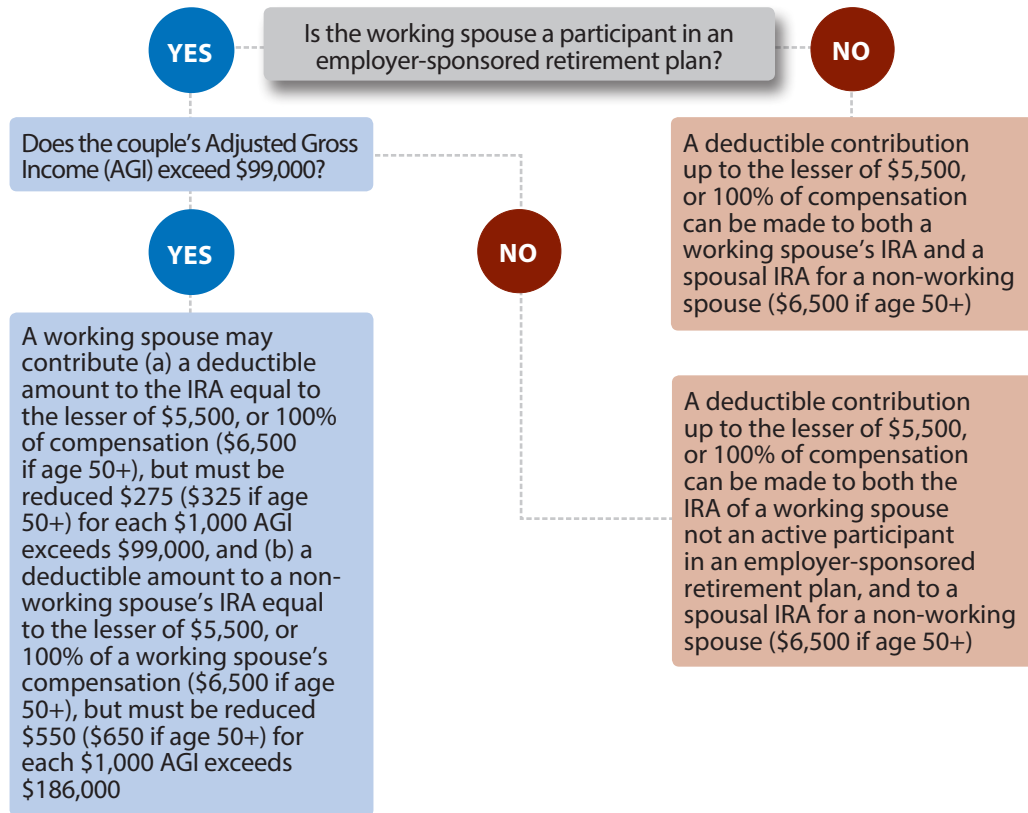 Is the working spouse a participant in an
employer-sponsored retirement plan?
YES
NO
Does the couple's Adjusted Gross
Income (AGI) exceed $99,000?
YES
NO
A working spouse may
contribute (a) a deductible
amount to the IRA equal to
the lesser of $5,500, or 100%
of compensation ($6,500
if age 50+), but must be
reduced $275 ($325 if age
50+) for each $1,000 AGI
exceeds $99,000, and (b) a
deductible amount to a non-
working spouse's IRA equal
to the lesser of $5,500, or
100% of a working spouse's
compensation ($6,500 if age
50+), but must be reduced
$550 ($650 if age 50+) for
each $1,000 AGI exceeds
$186,000
A deductible contribution
up to the lesser of $5,500,
or 100% of compensation
can be made to both a
working spouse's IRA and a
spousal IRA for a non-working
spouse ($6,500 if age 50+)
A deductible contribution
up to the lesser of $5,500,
or 100% of compensation
can be made to both the
IRA of a working spouse
not an active participant
in an employer-sponsored
retirement plan, and to a
spousal IRA for a non-working
spouse ($6,500 if age 50+)